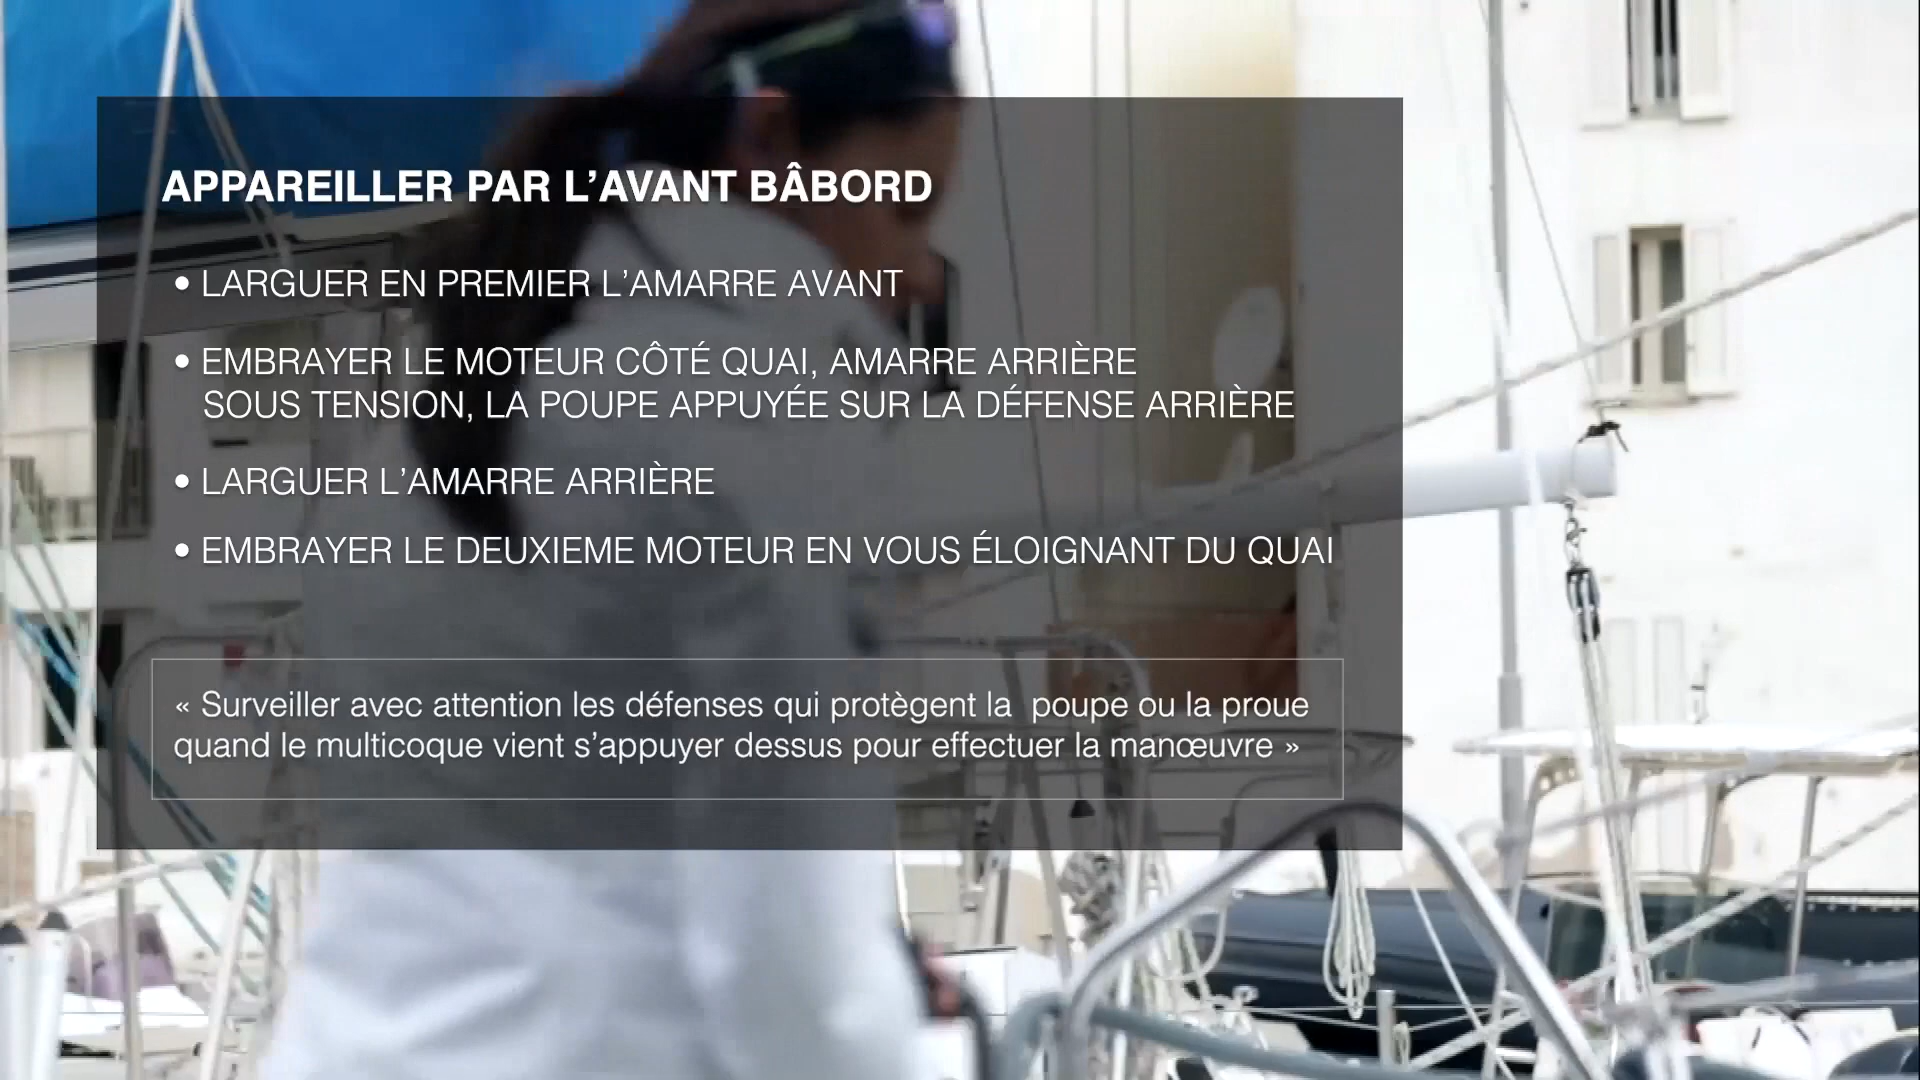 APPAREILLER PAR L’AVANT BÂBORD
• LARGUER EN PREMIER L’AMARRE AVANT
• EMBRAYER LE MOTEUR CÔTÉ QUAI, AMARRE ARRIÈRE
SOUS TENSION, LA POUPE APPUYÉE SUR LA DÉFENSE ARRIÈRE
• LARGUER L’AMARRE ARRIÈRE
• EMBRAYER LE DEUXIEME MOTEUR EN VOUS ÉLOIGNANT DU QUAI
« Surveiller avec attention les défenses qui protègent la  poupe ou la proue
quand le multicoque vient s’appuyer dessus pour effectuer la manœuvre »